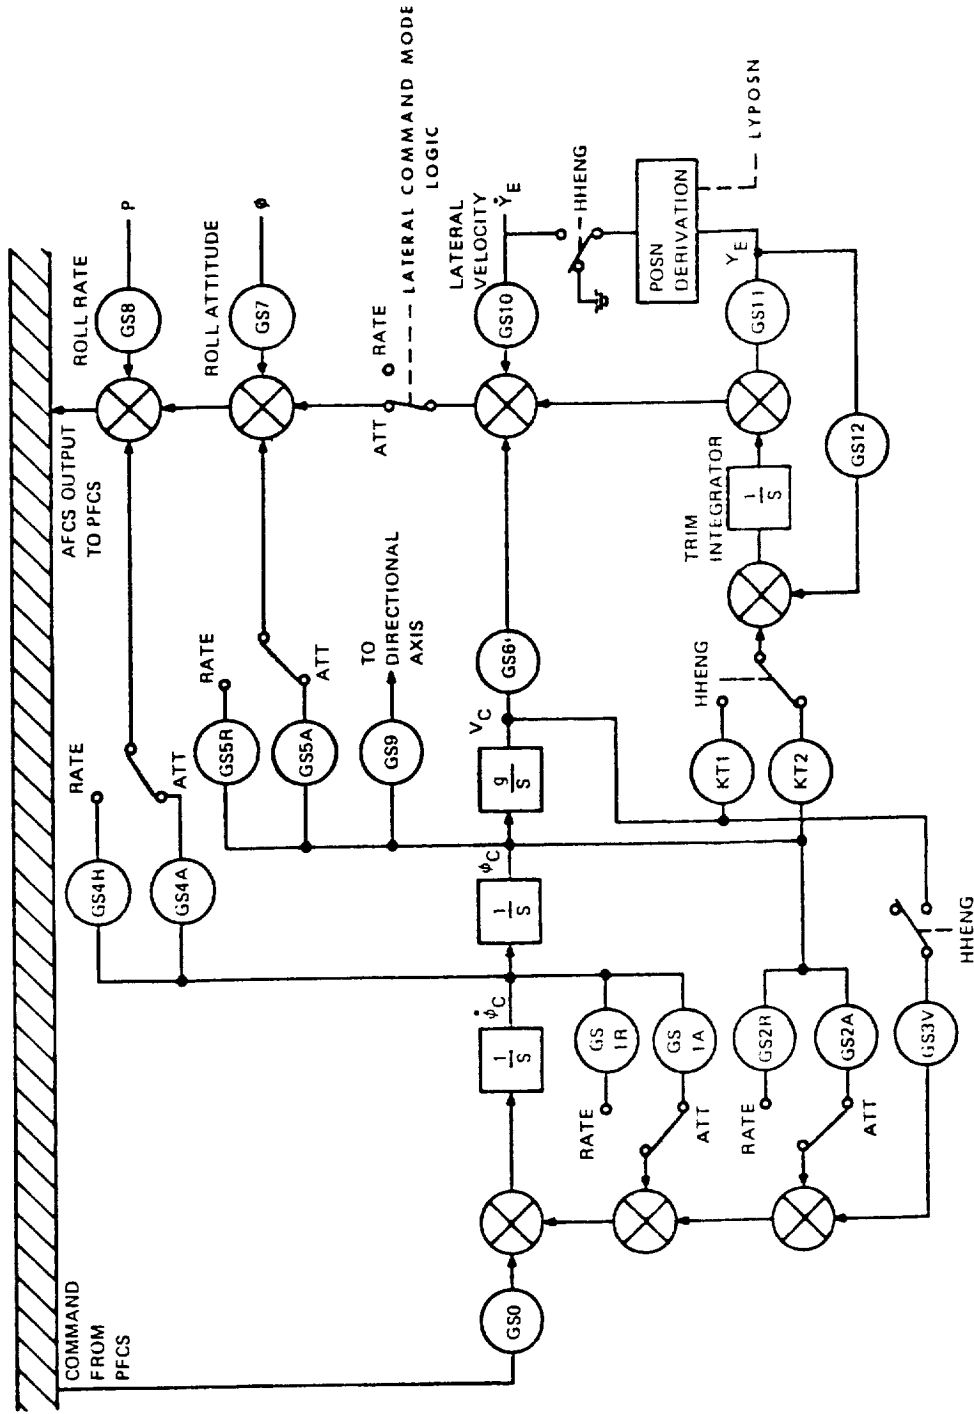 COMMAND
FROM
PFCS
AFCS OUTPUT
TO PFCS
ROLL RATE
GS8
P
RATE
GS4H
GS4A
ATT
ROLL ATTITUDE
GS7
ϕ
RATE
GS5R
GS5A
ATT
GS9
TO
DIRECTIONAL
AXIS
ATT
RATE
LATERAL COMMAND MODE
LOGIC
GS0
1/S
ϕ̇C
1/S
ϕC
g/S
VC
GS6
GS10
LATERAL
VELOCITY
ẎE
HHENG
POSN
DERIVATION
LYPOSN
YE
GS11
GS12
TRIM
INTEGRATOR
1/S
HHENG
KT1
KT2
RATE
GS
1R
GS
1A
ATT
RATE
GS2R
GS2A
ATT
GS3V
HHENG